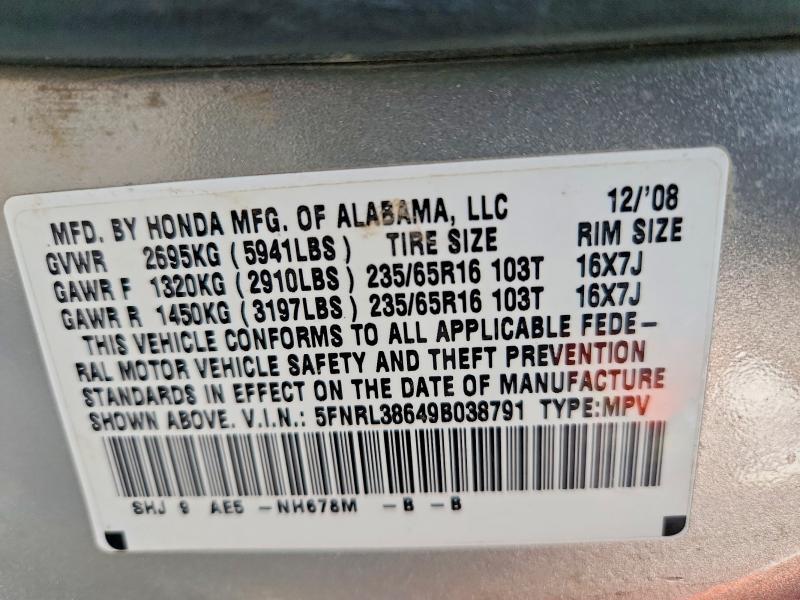 MFD. BY HONDA MFG. OF ALABAMA, LLC 12/'08
GVWR 2695KG (5941LBS) TIRE SIZE RIM SIZE
GAWR F 1320KG (2910LBS) 235/65R16 103T 16X7J
GAWR R 1450KG (3197LBS) 235/65R16 103T 16X7J
THIS VEHICLE CONFORMS TO ALL APPLICABLE FEDE-
RAL MOTOR VEHICLE SAFETY AND THEFT PREVENTION
STANDARDS IN EFFECT ON THE DATE OF MANUFACTURE
SHOWN ABOVE. V.I.N.: 5FNRL38649B038791 TYPE:MPV
SHJ 9 AE5 -NH678M -B -B